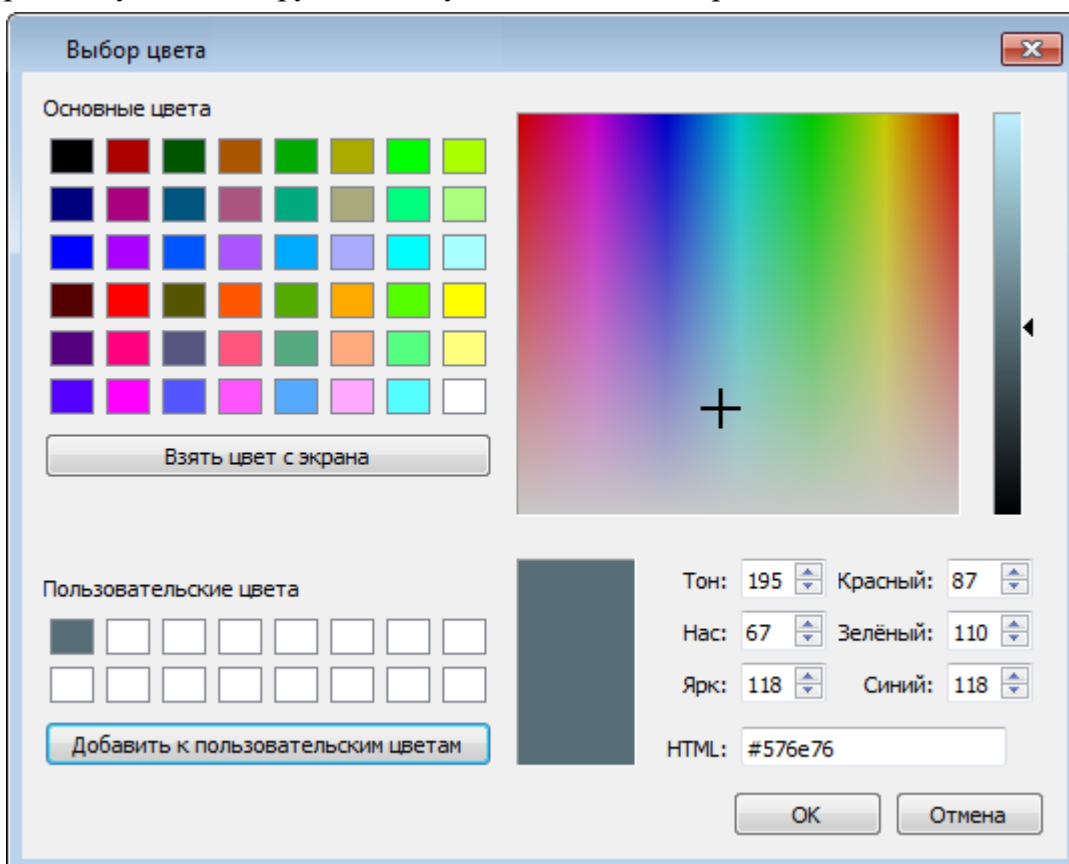 Выбор цвета
Основные цвета
Взять цвет с экрана
Пользовательские цвета
Добавить к пользовательским цветам
Тон: 195 Красный: 87
Нас: 67 Зелёный: 110
Ярк: 118 Синий: 118
HTML: #576e76
OK Отмена